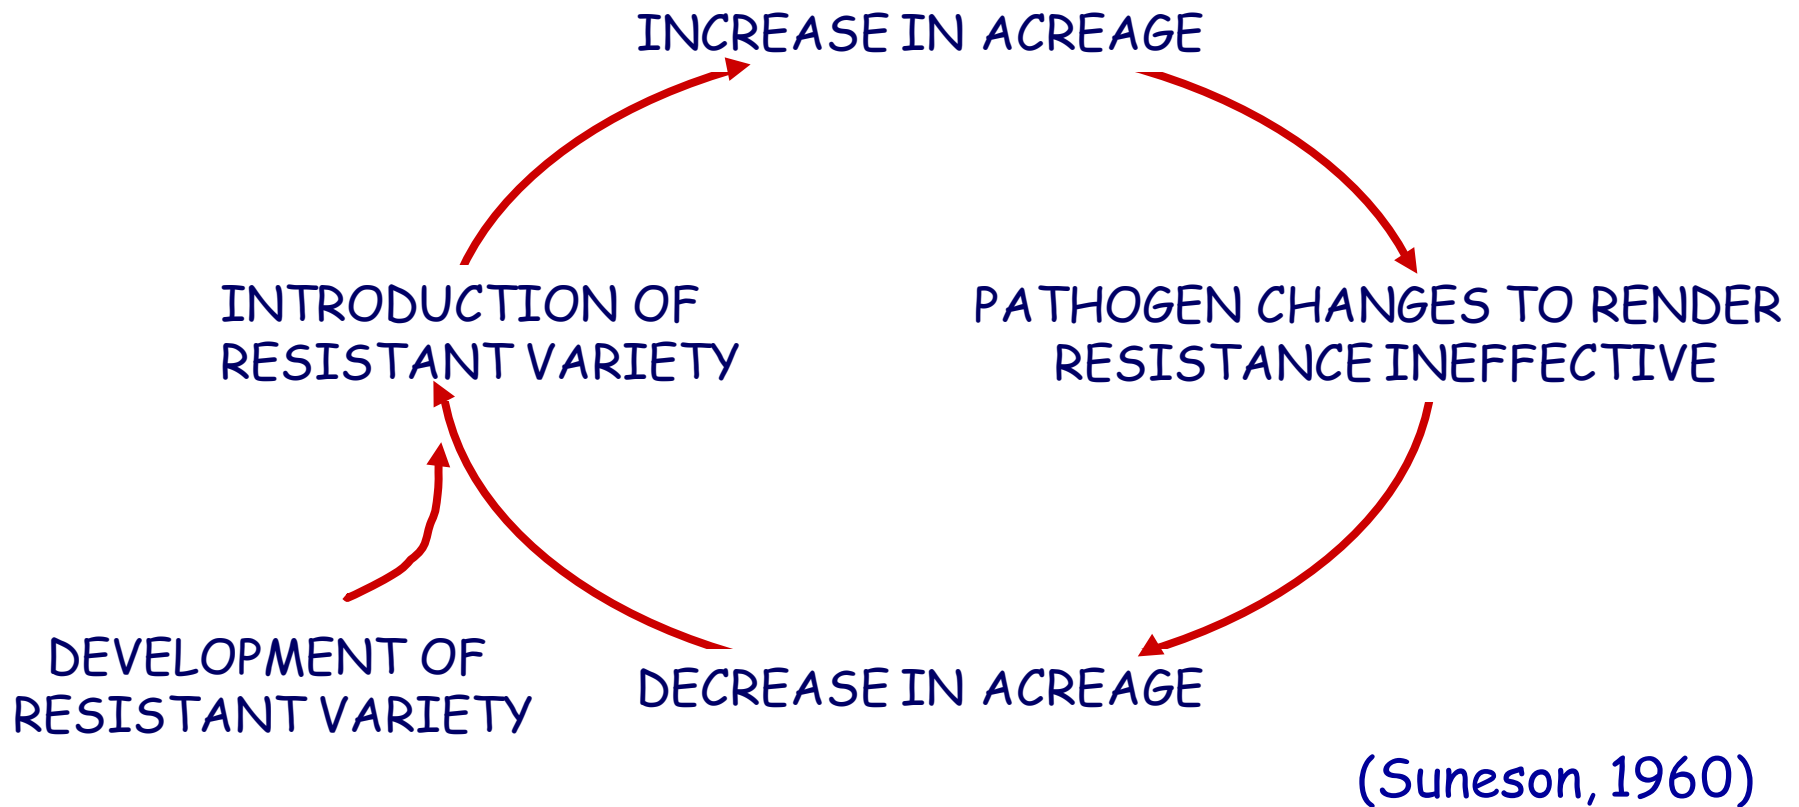 INCREASE IN ACREAGE
INTRODUCTION OF
RESISTANT VARIETY
PATHOGEN CHANGES TO RENDER
RESISTANCE INEFFECTIVE
DEVELOPMENT OF
RESISTANT VARIETY
DECREASE IN ACREAGE
(Suneson, 1960)